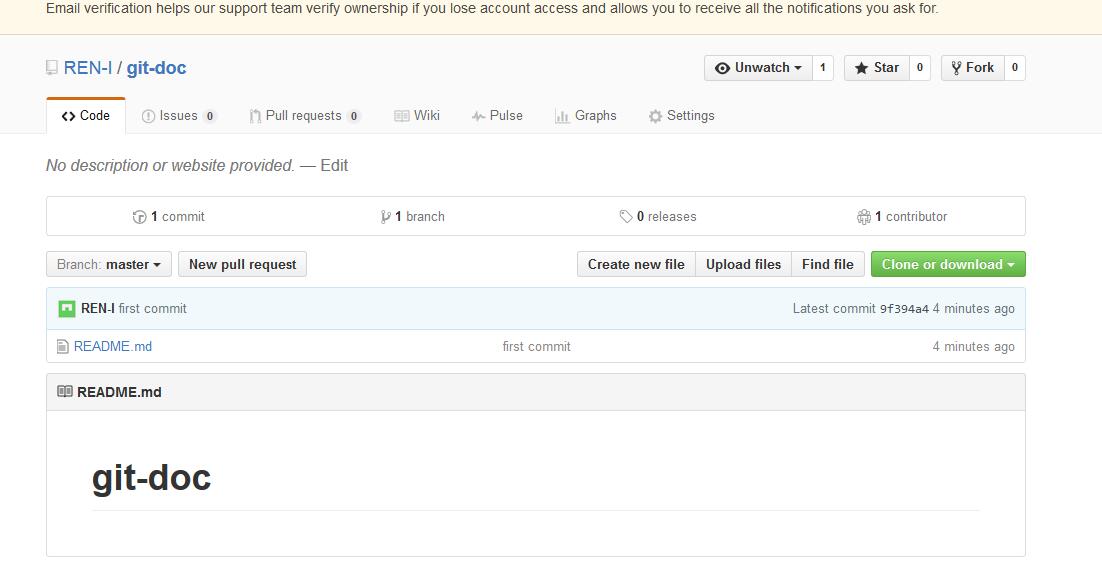 Email verification helps our support team verify ownership if you lose account access and allows you to receive all the notifications you ask for.
REN-I / git-doc Unwatch 1 Star 0 Fork 0
Code Issues 0 Pull requests 0 Wiki Pulse Graphs Settings
No description or website provided. — Edit
1 commit 1 branch 0 releases 1 contributor
Branch: master New pull request Create new file Upload files Find file Clone or download
REN-I first commit Latest commit 9f394a4 4 minutes ago
README.md first commit 4 minutes ago
README.md
git-doc